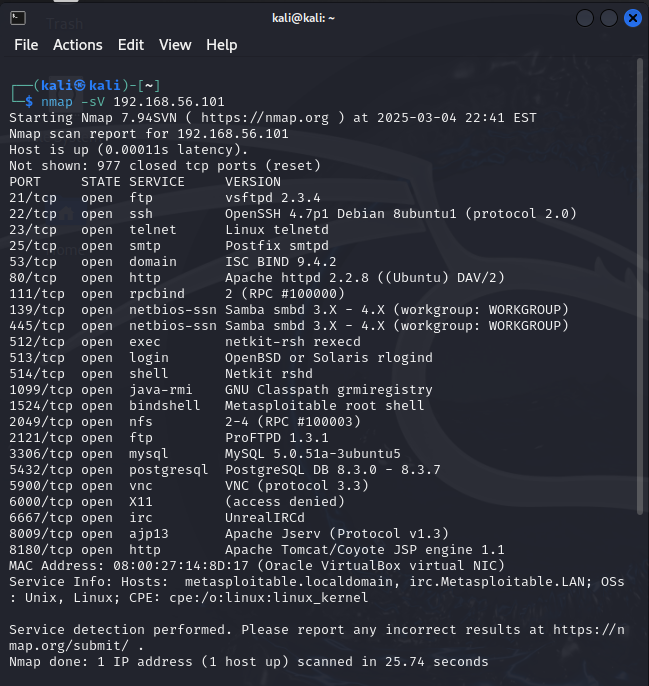 Trash
kali@kali: ~
File Actions Edit View Help
┌──(kali㉿kali)-[~]
└─$ nmap -sV 192.168.56.101
Starting Nmap 7.94SVN ( https://nmap.org ) at 2025-03-04 22:41 EST
Nmap scan report for 192.168.56.101
Host is up (0.00011s latency).
Not shown: 977 closed tcp ports (reset)
PORT     STATE SERVICE     VERSION
21/tcp   open  ftp         vsftpd 2.3.4
22/tcp   open  ssh         OpenSSH 4.7p1 Debian 8ubuntu1 (protocol 2.0)
23/tcp   open  telnet      Linux telnetd
25/tcp   open  smtp        Postfix smtpd
53/tcp   open  domain      ISC BIND 9.4.2
80/tcp   open  http        Apache httpd 2.2.8 ((Ubuntu) DAV/2)
111/tcp  open  rpcbind     2 (RPC #100000)
139/tcp  open  netbios-ssn Samba smbd 3.X - 4.X (workgroup: WORKGROUP)
445/tcp  open  netbios-ssn Samba smbd 3.X - 4.X (workgroup: WORKGROUP)
512/tcp  open  exec        netkit-rsh rexecd
513/tcp  open  login       OpenBSD or Solaris rlogind
514/tcp  open  shell       Netkit rshd
1099/tcp open  java-rmi    GNU Classpath grmiregistry
1524/tcp open  bindshell   Metasploitable root shell
2049/tcp open  nfs         2-4 (RPC #100003)
2121/tcp open  ftp         ProFTPD 1.3.1
3306/tcp open  mysql       MySQL 5.0.51a-3ubuntu5
5432/tcp open  postgresql  PostgreSQL DB 8.3.0 - 8.3.7
5900/tcp open  vnc         VNC (protocol 3.3)
6000/tcp open  X11         (access denied)
6667/tcp open  irc         UnrealIRCd
8009/tcp open  ajp13       Apache Jserv (Protocol v1.3)
8180/tcp open  http        Apache Tomcat/Coyote JSP engine 1.1
MAC Address: 08:00:27:14:8D:17 (Oracle VirtualBox virtual NIC)
Service Info: Hosts:  metasploitable.localdomain, irc.Metasploitable.LAN; OSs
: Unix, Linux; CPE: cpe:/o:linux:linux_kernel
Service detection performed. Please report any incorrect results at https://n
map.org/submit/ .
Nmap done: 1 IP address (1 host up) scanned in 25.74 seconds